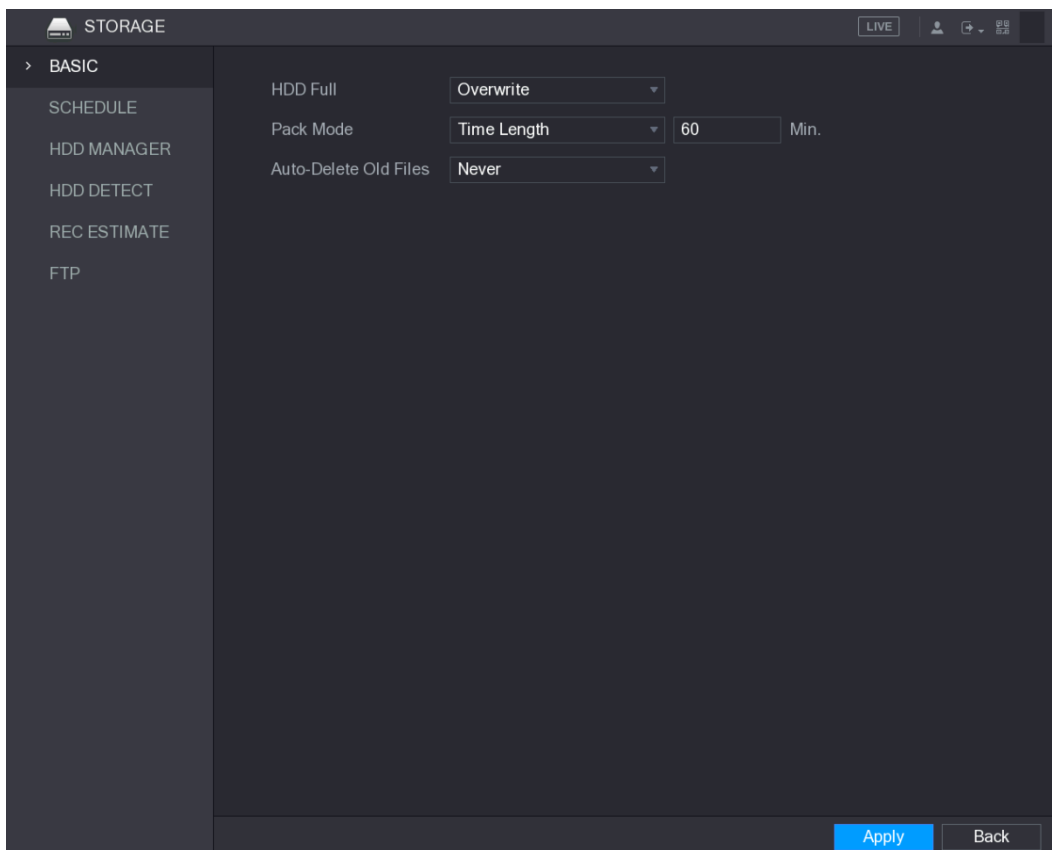 STORAGE
LIVE
BASIC
SCHEDULE
HDD MANAGER
HDD DETECT
REC ESTIMATE
FTP
HDD Full Overwrite
Pack Mode Time Length 60 Min.
Auto-Delete Old Files Never
Apply Back